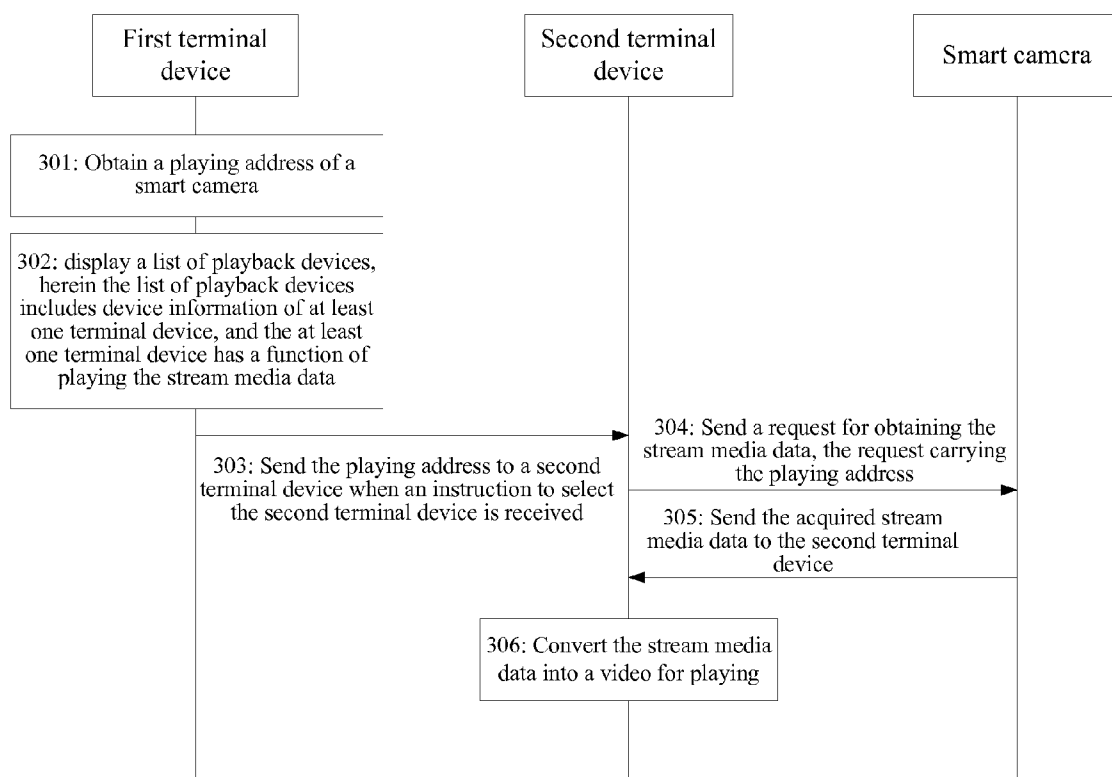 First terminal
device
Second terminal
device
Smart camera
301: Obtain a playing address of a
smart camera
302: display a list of playback devices,
herein the list of playback devices
includes device information of at least
one terminal device, and the at least
one terminal device has a function of
playing the stream media data
303: Send the playing address to a second
terminal device when an instruction to select
the second terminal device is received
304: Send a request for obtaining the
stream media data, the request carrying
the playing address
305: Send the acquired stream
media data to the second terminal
device
306: Convert the stream media
data into a video for playing